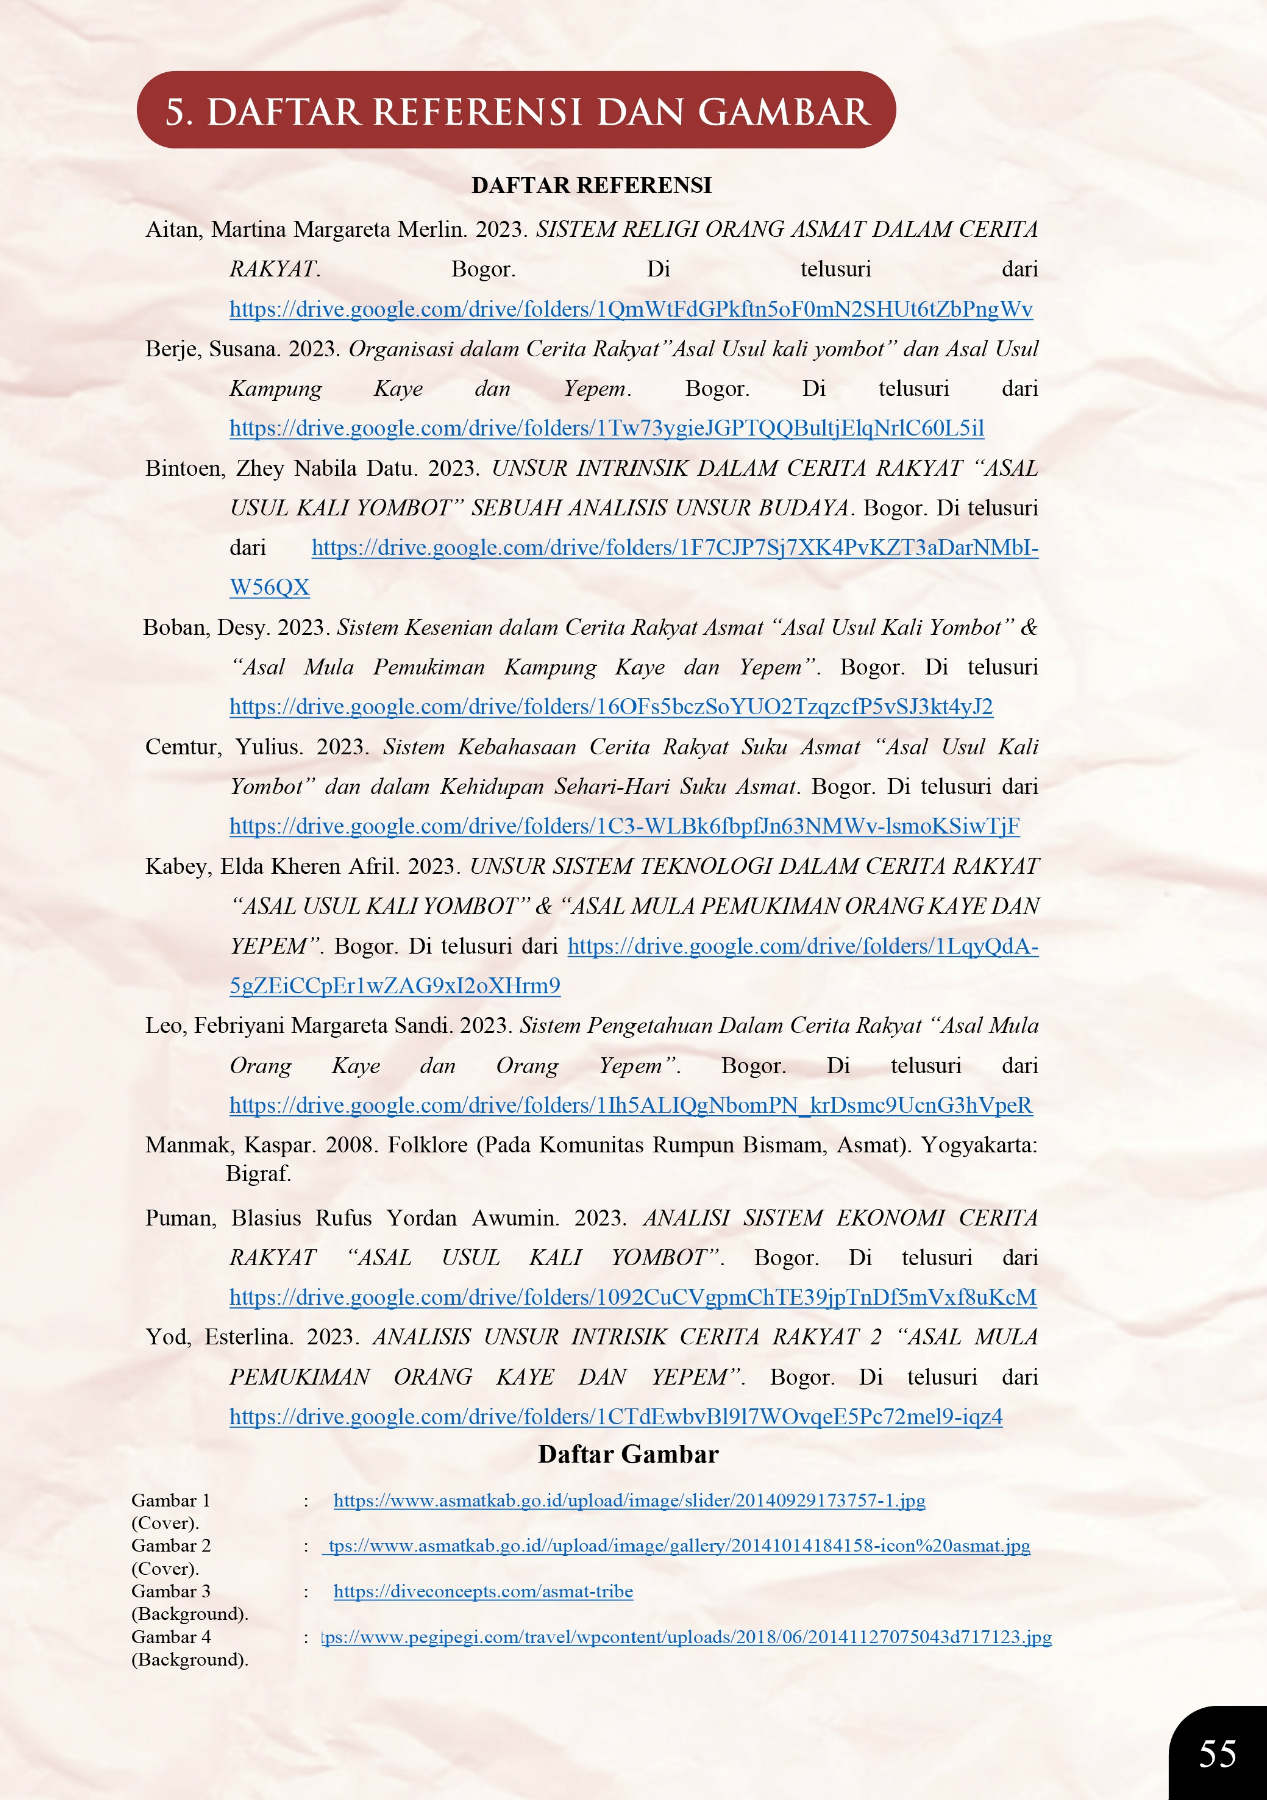 5. DAFTAR REFERENSI DAN GAMBAR
DAFTAR REFERENSI
Aitan, Martina Margareta Merlin. 2023. SISTEM RELIGI ORANG ASMAT DALAM CERITA
RAKYAT. Bogor. Di telusuri dari
https://drive.google.com/drive/folders/1QmWtFdGPkftn5oF0mN2SHUt6tZbPngWv
Berje, Susana. 2023. Organisasi dalam Cerita Rakyat”Asal Usul kali yombot” dan Asal Usul
Kampung Kaye dan Yepem. Bogor. Di telusuri dari
https://drive.google.com/drive/folders/1Tw73ygieJGPTQQBultjElqNrlC60L5il
Bintoen, Zhey Nabila Datu. 2023. UNSUR INTRINSIK DALAM CERITA RAKYAT “ASAL
USUL KALI YOMBOT” SEBUAH ANALISIS UNSUR BUDAYA. Bogor. Di telusuri
dari https://drive.google.com/drive/folders/1F7CJP7Sj7XK4PvKZT3aDarNMbI-
W56QX
Boban, Desy. 2023. Sistem Kesenian dalam Cerita Rakyat Asmat “Asal Usul Kali Yombot” &
“Asal Mula Pemukiman Kampung Kaye dan Yepem”. Bogor. Di telusuri
https://drive.google.com/drive/folders/16OFs5bczSoYUO2TzqzcfP5vSJ3kt4yJ2
Cemtur, Yulius. 2023. Sistem Kebahasaan Cerita Rakyat Suku Asmat “Asal Usul Kali
Yombot” dan dalam Kehidupan Sehari-Hari Suku Asmat. Bogor. Di telusuri dari
https://drive.google.com/drive/folders/1C3-WLBk6fbpfJn63NMWv-lsmoKSiwTjF
Kabey, Elda Kheren Afril. 2023. UNSUR SISTEM TEKNOLOGI DALAM CERITA RAKYAT
“ASAL USUL KALI YOMBOT” & “ASAL MULA PEMUKIMAN ORANG KAYE DAN
YEPEM”. Bogor. Di telusuri dari https://drive.google.com/drive/folders/1LqyQdA-
5gZEiCCpEr1wZAG9xI2oXHrm9
Leo, Febriyani Margareta Sandi. 2023. Sistem Pengetahuan Dalam Cerita Rakyat “Asal Mula
Orang Kaye dan Orang Yepem”. Bogor. Di telusuri dari
https://drive.google.com/drive/folders/1Ih5ALIQgNbomPN_krDsmc9UcnG3hVpeR
Manmak, Kaspar. 2008. Folklore (Pada Komunitas Rumpun Bismam, Asmat). Yogyakarta:
Bigraf.
Puman, Blasius Rufus Yordan Awumin. 2023. ANALISI SISTEM EKONOMI CERITA
RAKYAT “ASAL USUL KALI YOMBOT”. Bogor. Di telusuri dari
https://drive.google.com/drive/folders/1092CuCVgpmChTE39jpTnDf5mVxf8uKcM
Yod, Esterlina. 2023. ANALISIS UNSUR INTRISIK CERITA RAKYAT 2 “ASAL MULA
PEMUKIMAN ORANG KAYE DAN YEPEM”. Bogor. Di telusuri dari
https://drive.google.com/drive/folders/1CTdEwbvBl9l7WOvqeE5Pc72mel9-iqz4
Daftar Gambar
Gambar 1 : https://www.asmatkab.go.id/upload/image/slider/20140929173757-1.jpg
(Cover).
Gambar 2 : tps://www.asmatkab.go.id//upload/image/gallery/20141014184158-icon%20asmat.jpg
(Cover).
Gambar 3 : https://diveconcepts.com/asmat-tribe
(Background).
Gambar 4 : tps://www.pegipegi.com/travel/wpcontent/uploads/2018/06/20141127075043d717123.jpg
(Background).
55